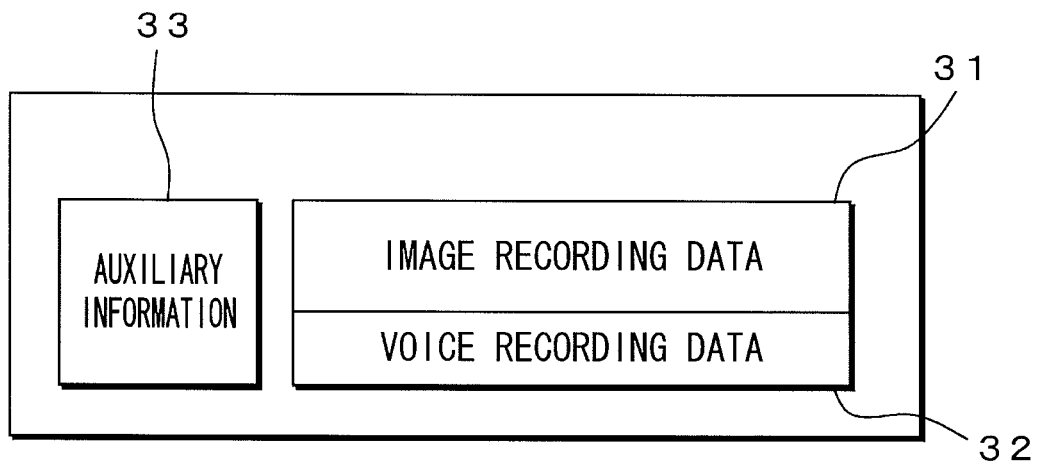 33
31
AUXILIARY
INFORMATION
IMAGE RECORDING DATA
VOICE RECORDING DATA
32